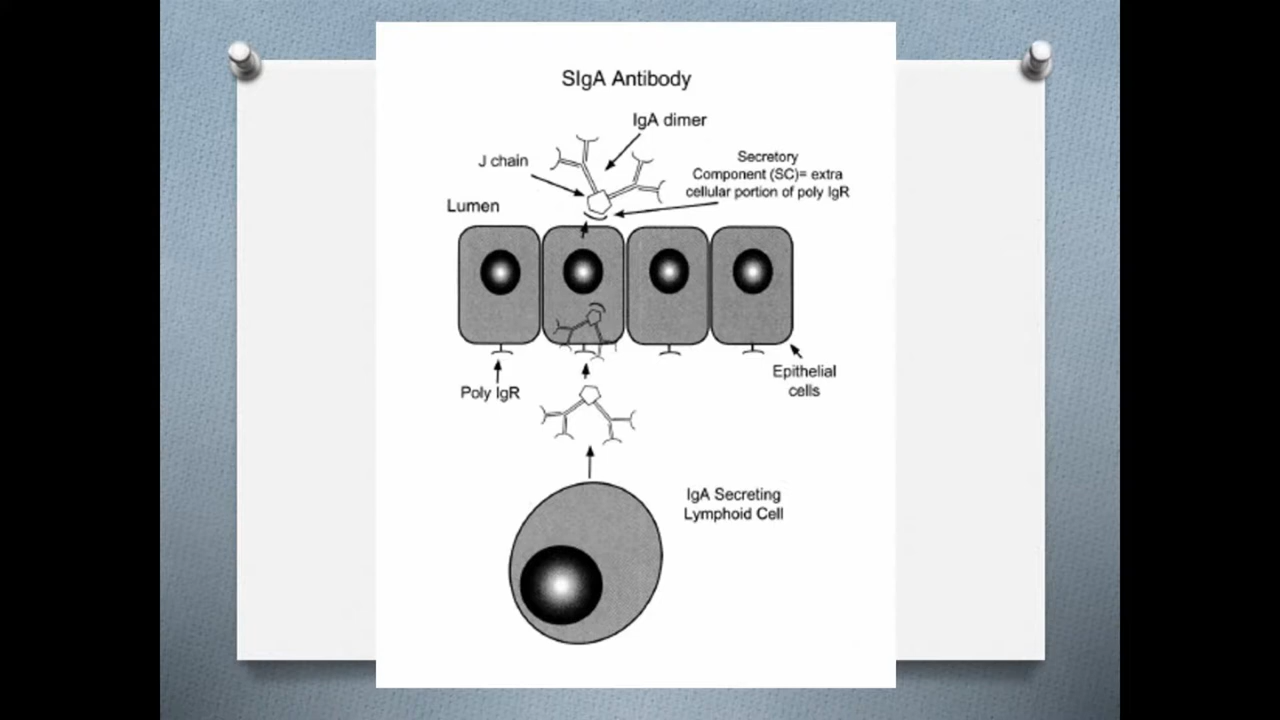 SIgA Antibody
IgA dimer
J chain
Secretory
Component (SC)= extra
cellular portion of poly IgR
Lumen
Poly IgR
Epithelial
cells
IgA Secreting
Lymphoid Cell